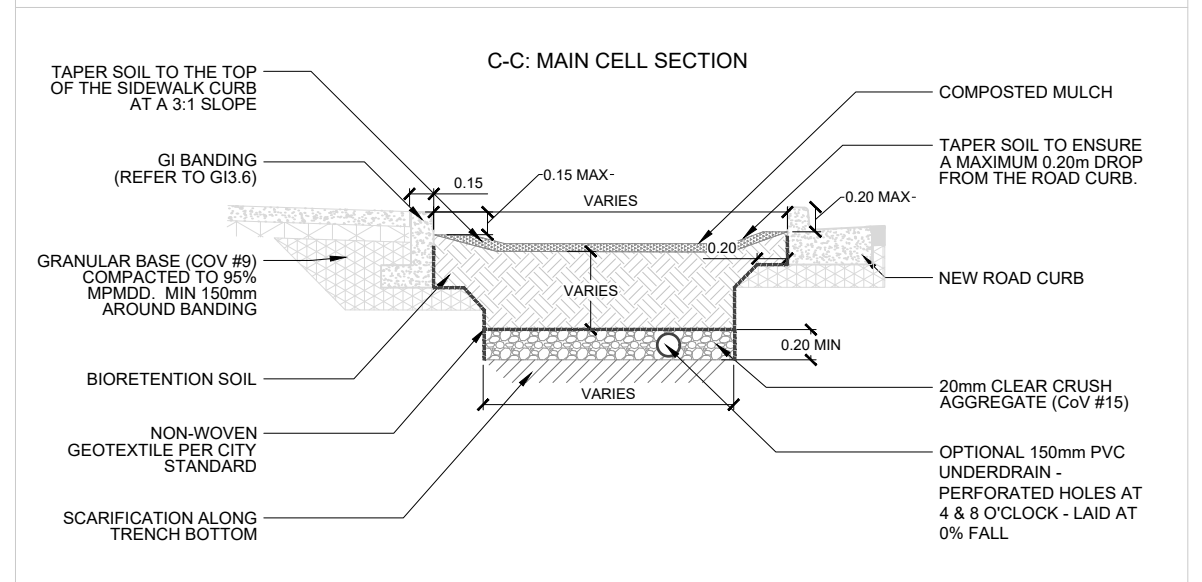 C-C: MAIN CELL SECTION
TAPER SOIL TO THE TOP
OF THE SIDEWALK CURB
AT A 3:1 SLOPE
GI BANDING
(REFER TO GI3.6)
GRANULAR BASE (COV #9)
COMPACTED TO 95%
MPMDD. MIN 150mm
AROUND BANDING
BIORETENTION SOIL
NON-WOVEN
GEOTEXTILE PER CITY
STANDARD
SCARIFICATION ALONG
TRENCH BOTTOM
0.15
0.15 MAX
VARIES
0.20 MAX
0.20
VARIES
0.20 MIN
VARIES
COMPOSTED MULCH
TAPER SOIL TO ENSURE
A MAXIMUM 0.20m DROP
FROM THE ROAD CURB.
NEW ROAD CURB
20mm CLEAR CRUSH
AGGREGATE (CoV #15)
OPTIONAL 150mm PVC
UNDERDRAIN -
PERFORATED HOLES AT
4 & 8 O'CLOCK - LAID AT
0% FALL